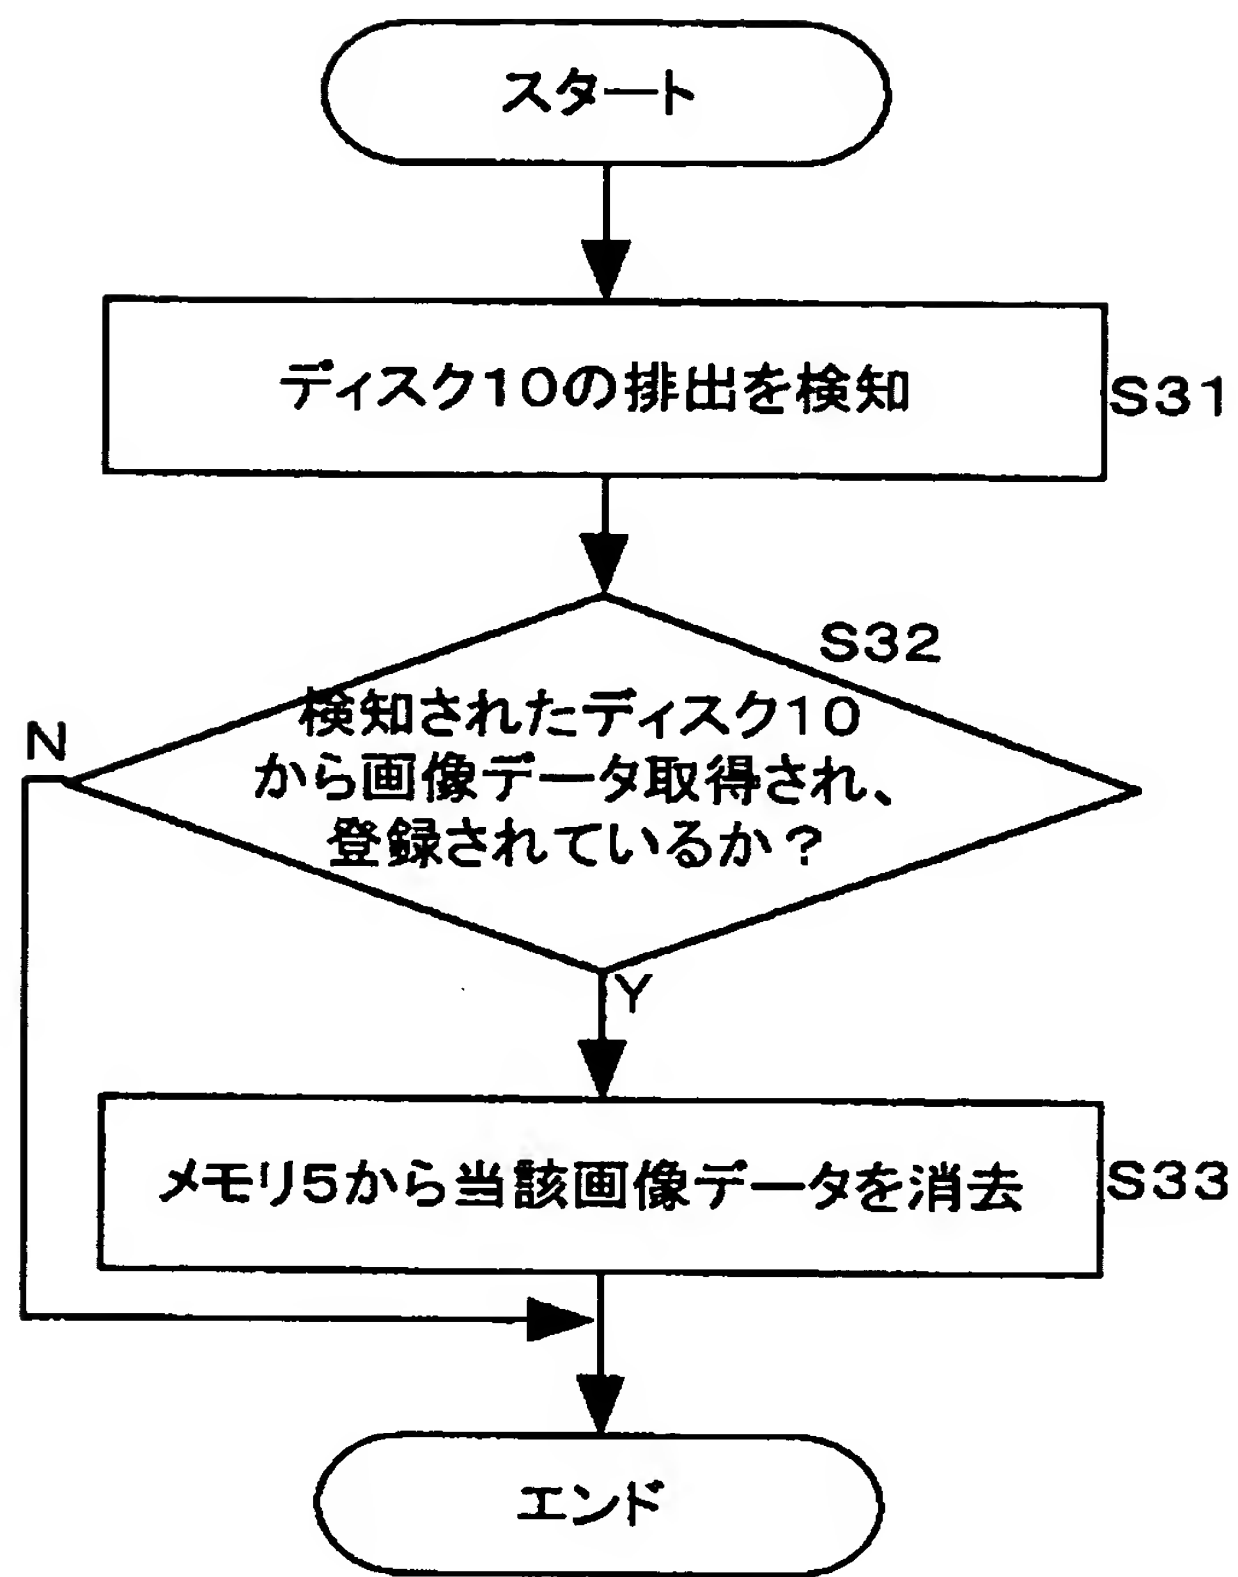 スタート
ディスク10の排出を検知
S31
S32
検知されたディスク10
から画像データ取得され、
登録されているか？
N
Y
メモリ5から当該画像データを消去
S33
エンド